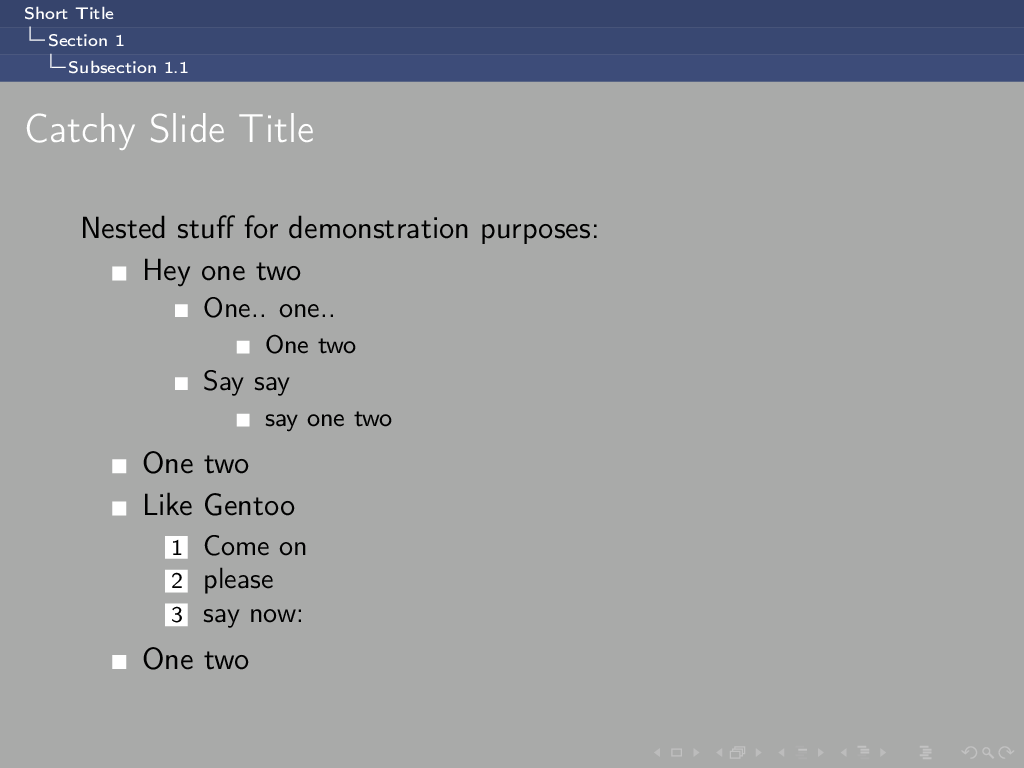 Short Title
Section 1
Subsection 1.1
Catchy Slide Title
Nested stuff for demonstration purposes:
Hey one two
One.. one..
One two
Say say
say one two
One two
Like Gentoo
1 Come on
2 please
3 say now:
One two